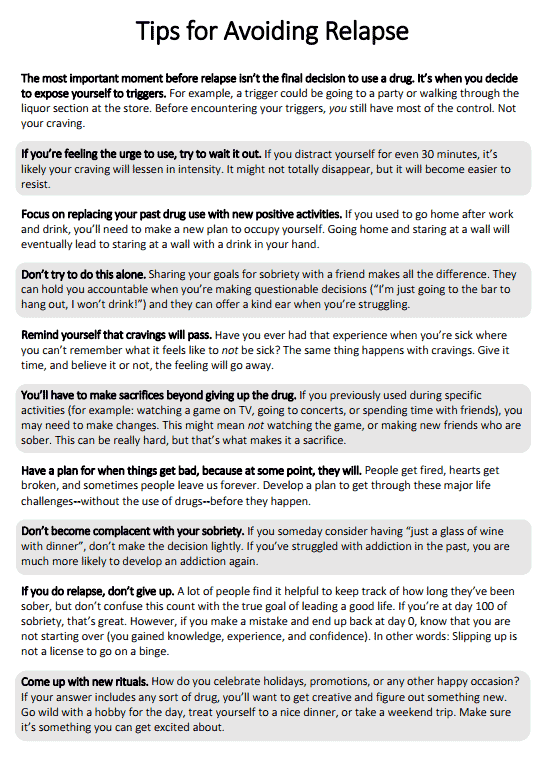 Tips for Avoiding Relapse
The most important moment before relapse isn't the final decision to use a drug. It's when you decide
to expose yourself to triggers. For example, a trigger could be going to a party or walking through the
liquor section at the store. Before encountering your triggers, you still have most of the control. Not
your craving.
If you're feeling the urge to use, try to wait it out. If you distract yourself for even 30 minutes, it's
likely your craving will lessen in intensity. It might not totally disappear, but it will become easier to
resist.
Focus on replacing your past drug use with new positive activities. If you used to go home after work
and drink, you'll need to make a new plan to occupy yourself. Going home and staring at a wall will
eventually lead to staring at a wall with a drink in your hand.
Don't try to do this alone. Sharing your goals for sobriety with a friend makes all the difference. They
can hold you accountable when you're making questionable decisions ("I'm just going to the bar to
hang out, I won't drink!") and they can offer a kind ear when you're struggling.
Remind yourself that cravings will pass. Have you ever had that experience when you're sick where
you can't remember what it feels like to not be sick? The same thing happens with cravings. Give it
time, and believe it or not, the feeling will go away.
You'll have to make sacrifices beyond giving up the drug. If you previously used during specific
activities (for example: watching a game on TV, going to concerts, or spending time with friends), you
may need to make changes. This might mean not watching the game, or making new friends who are
sober. This can be really hard, but that's what makes it a sacrifice.
Have a plan for when things get bad, because at some point, they will. People get fired, hearts get
broken, and sometimes people leave us forever. Develop a plan to get through these major life
challenges--without the use of drugs--before they happen.
Don't become complacent with your sobriety. If you someday consider having "just a glass of wine
with dinner", don't make the decision lightly. If you've struggled with addiction in the past, you are
much more likely to develop an addiction again.
If you do relapse, don't give up. A lot of people find it helpful to keep track of how long they've been
sober, but don't confuse this count with the true goal of leading a good life. If you're at day 100 of
sobriety, that's great. However, if you make a mistake and end up back at day 0, know that you are
not starting over (you gained knowledge, experience, and confidence). In other words: Slipping up is
not a license to go on a binge.
Come up with new rituals. How do you celebrate holidays, promotions, or any other happy occasion?
If your answer includes any sort of drug, you'll want to get creative and figure out something new.
Go wild with a hobby for the day, treat yourself to a nice dinner, or take a weekend trip. Make sure
it's something you can get excited about.